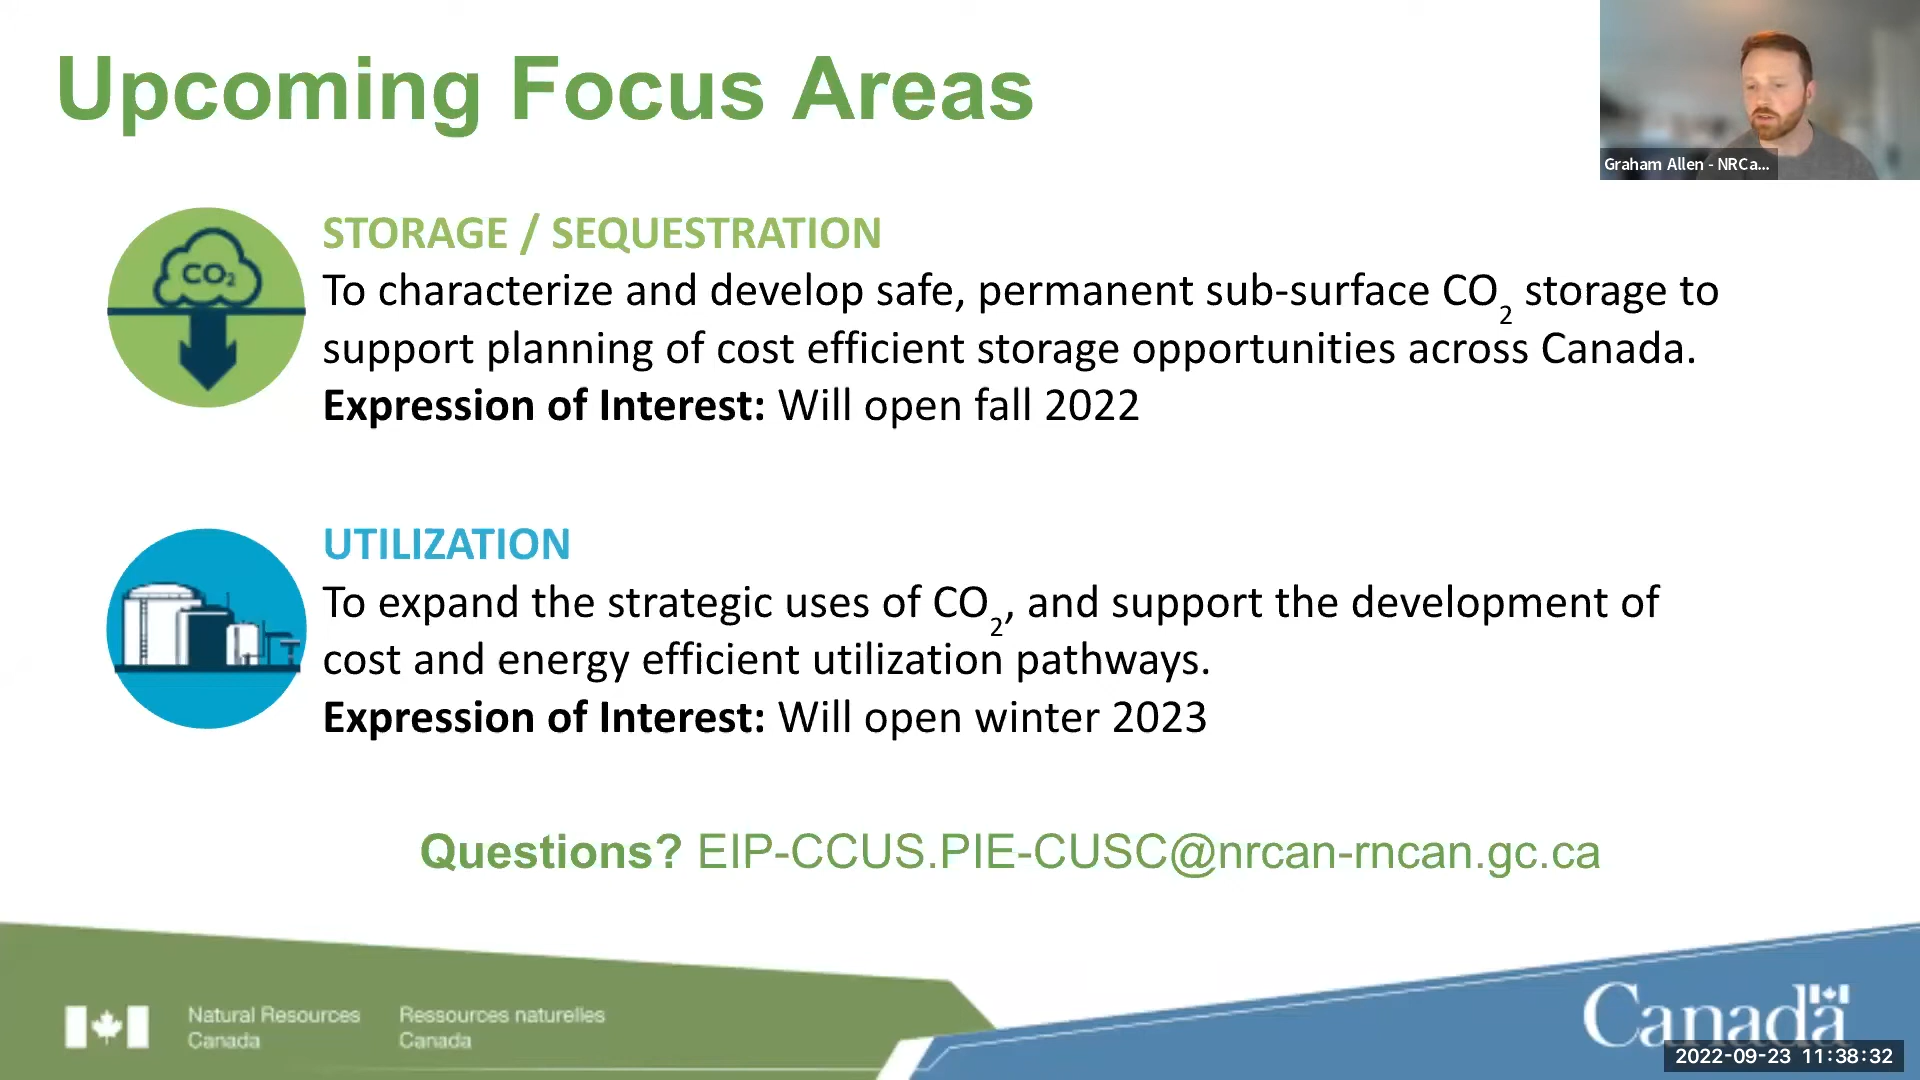 Upcoming Focus Areas
Graham Allen - NRCa...
STORAGE / SEQUESTRATION
CO₂
To characterize and develop safe, permanent sub-surface CO₂ storage to
support planning of cost efficient storage opportunities across Canada.
Expression of Interest: Will open fall 2022
UTILIZATION
To expand the strategic uses of CO₂, and support the development of
cost and energy efficient utilization pathways.
Expression of Interest: Will open winter 2023
Questions? EIP-CCUS.PIE-CUSC@nrcan-rncan.gc.ca
Natural Resources
Canada
Ressources naturelles
Canada
Canada
2022-09-23 11:38:32